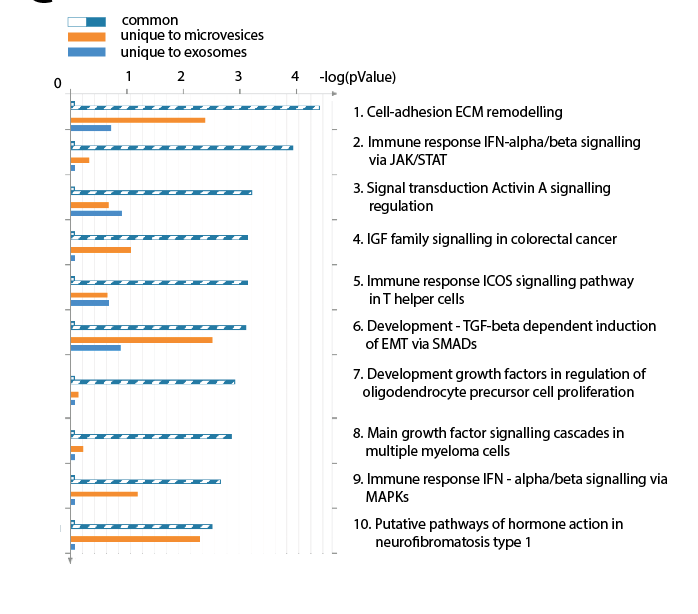 common
unique to microvesices
unique to exosomes
0 1 2 3 4 -log(pValue)
1. Cell-adhesion ECM remodelling
2. Immune response IFN-alpha/beta signalling
via JAK/STAT
3. Signal transduction Activin A signalling
regulation
4. IGF family signalling in colorectal cancer
5. Immune response ICOS signalling pathway
in T helper cells
6. Development - TGF-beta dependent induction
of EMT via SMADs
7. Development growth factors in regulation of
oligodendrocyte precursor cell proliferation
8. Main growth factor signalling cascades in
multiple myeloma cells
9. Immune response IFN - alpha/beta signalling via
MAPKs
10. Putative pathways of hormone action in
neurofibromatosis type 1